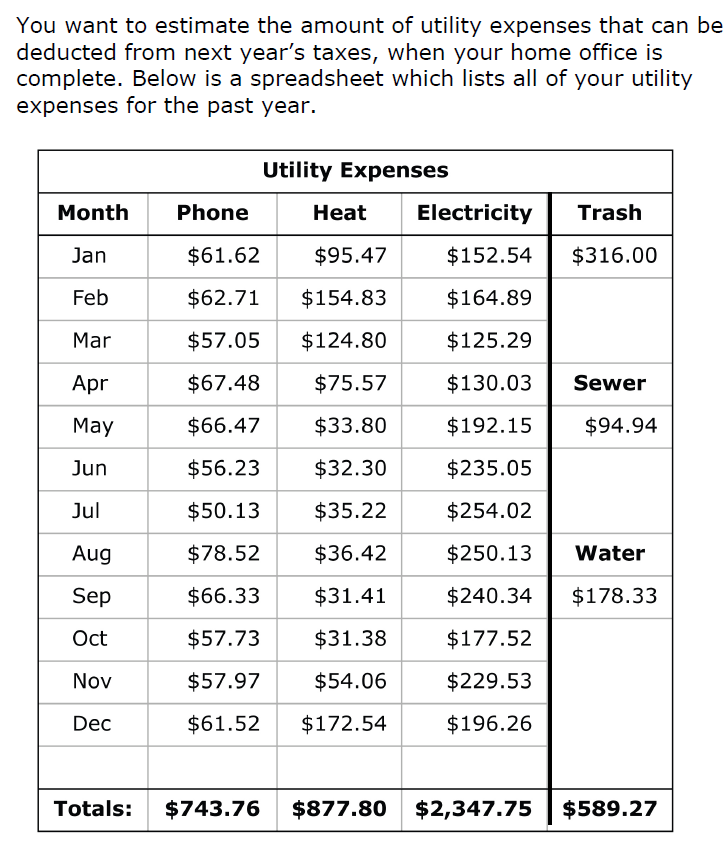 You want to estimate the amount of utility expenses that can be
deducted from next year’s taxes, when your home office is
complete. Below is a spreadsheet which lists all of your utility
expenses for the past year.
Utility Expenses
Month Phone Heat Electricity Trash
Jan $61.62 $95.47 $152.54 $316.00
Feb $62.71 $154.83 $164.89
Mar $57.05 $124.80 $125.29
Apr $67.48 $75.57 $130.03 Sewer
May $66.47 $33.80 $192.15 $94.94
Jun $56.23 $32.30 $235.05
Jul $50.13 $35.22 $254.02
Aug $78.52 $36.42 $250.13 Water
Sep $66.33 $31.41 $240.34 $178.33
Oct $57.73 $31.38 $177.52
Nov $57.97 $54.06 $229.53
Dec $61.52 $172.54 $196.26
Totals: $743.76 $877.80 $2,347.75 $589.27